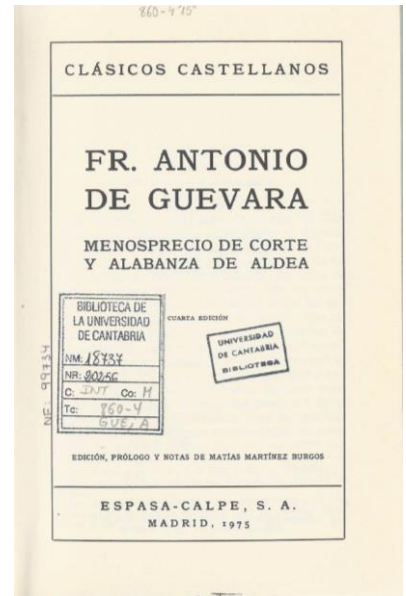 860-4"15"
CLÁSICOS CASTELLANOS
FR. ANTONIO
DE GUEVARA
MENOSPRECIO DE CORTE
Y ALABANZA DE ALDEA
CUARTA EDICIÓN
BIBLIOTECA DE
LA UNIVERSIDAD
DE CANTABRIA
NM: 18737
NR: 20256
C: INT Co: M
Tc: 860-4
GUE, A
UNIVERSIDAD
DE CANTABRIA
BIBLIOTECA
NF: 99734
EDICIÓN, PRÓLOGO Y NOTAS DE MATÍAS MARTÍNEZ BURGOS
ESPASA-CALPE, S. A.
MADRID, 1975